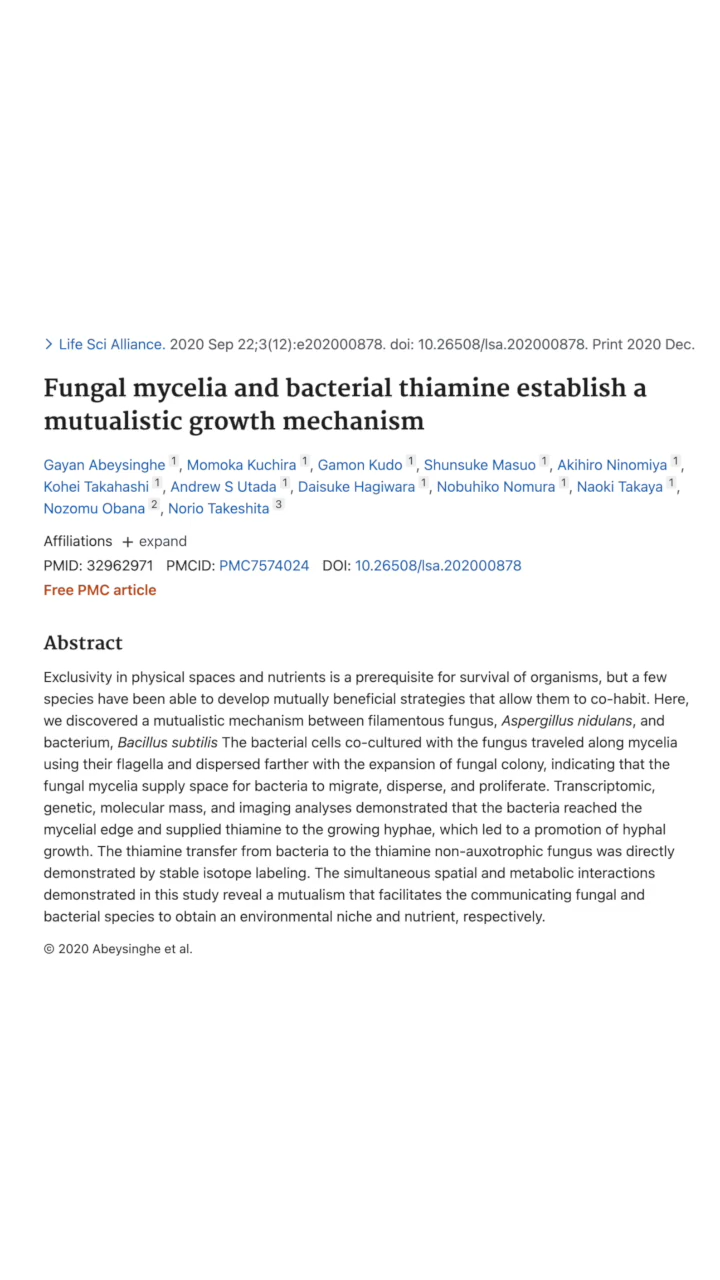 > Life Sci Alliance. 2020 Sep 22;3(12):e202000878. doi: 10.26508/lsa.202000878. Print 2020 Dec.
Fungal mycelia and bacterial thiamine establish a
mutualistic growth mechanism
Gayan Abeysinghe 1, Momoka Kuchira 1, Gamon Kudo 1, Shunsuke Masuo 1, Akihiro Ninomiya 1,
Kohei Takahashi 1, Andrew S Utada 1, Daisuke Hagiwara 1, Nobuhiko Nomura 1, Naoki Takaya 1,
Nozomu Obana 2, Norio Takeshita 3
Affiliations + expand
PMID: 32962971 PMCID: PMC7574024 DOI: 10.26508/lsa.202000878
Free PMC article
Abstract
Exclusivity in physical spaces and nutrients is a prerequisite for survival of organisms, but a few
species have been able to develop mutually beneficial strategies that allow them to co-habit. Here,
we discovered a mutualistic mechanism between filamentous fungus, Aspergillus nidulans, and
bacterium, Bacillus subtilis The bacterial cells co-cultured with the fungus traveled along mycelia
using their flagella and dispersed farther with the expansion of fungal colony, indicating that the
fungal mycelia supply space for bacteria to migrate, disperse, and proliferate. Transcriptomic,
genetic, molecular mass, and imaging analyses demonstrated that the bacteria reached the
mycelial edge and supplied thiamine to the growing hyphae, which led to a promotion of hyphal
growth. The thiamine transfer from bacteria to the thiamine non-auxotrophic fungus was directly
demonstrated by stable isotope labeling. The simultaneous spatial and metabolic interactions
demonstrated in this study reveal a mutualism that facilitates the communicating fungal and
bacterial species to obtain an environmental niche and nutrient, respectively.
© 2020 Abeysinghe et al.